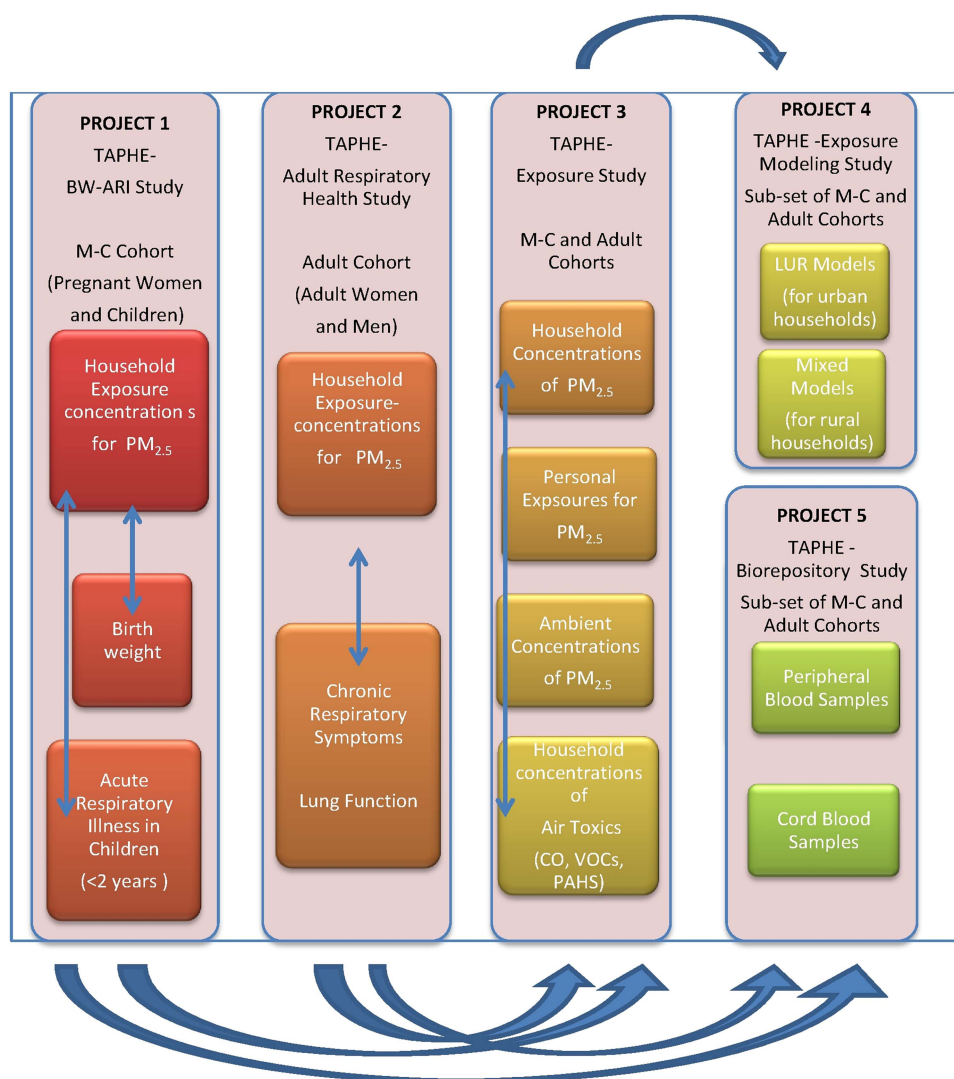 PROJECT 1
TAPHE-
BW-ARI Study
M-C Cohort
(Pregnant Women
and Children)
Household
Exposure
concentration s
for PM2.5
Birth
weight
Acute
Respiratory
Illness in
Children
(<2 years )
PROJECT 2
TAPHE-
Adult Respiratory
Health Study
Adult Cohort
(Adult Women
and Men)
Household
Exposure-
concentrations
for PM2.5
Chronic
Respiratory
Symptoms
Lung Function
PROJECT 3
TAPHE-
Exposure Study
M-C and Adult
Cohorts
Household
Concentrations
of PM2.5
Personal
Expsoures for
PM2.5
Ambient
Concentrations
of PM2.5
Household
concentrations
of
Air Toxics
(CO, VOCs,
PAHS)
PROJECT 4
TAPHE -Exposure
Modeling Study
Sub-set of M-C and
Adult Cohorts
LUR Models
(for urban
households)
Mixed Models
(for rural
households)
PROJECT 5
TAPHE -
Biorepository Study
Sub-set of M-C and
Adult Cohorts
Peripheral
Blood Samples
Cord Blood
Samples